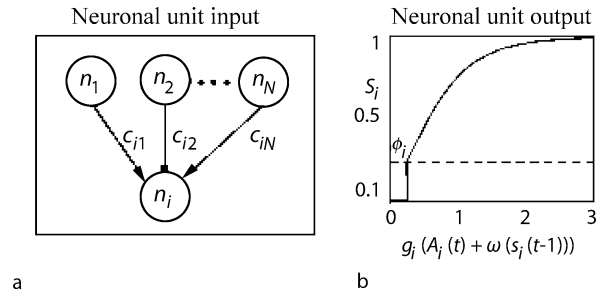 Neuronal unit input
n1 n2 nN
ci1 ci2 ciN
ni
a
Neuronal unit output
1
Si
0.5
ϕi
0.1
0 1 2 3
gi (Ai (t) + ω (si (t-1)))
b